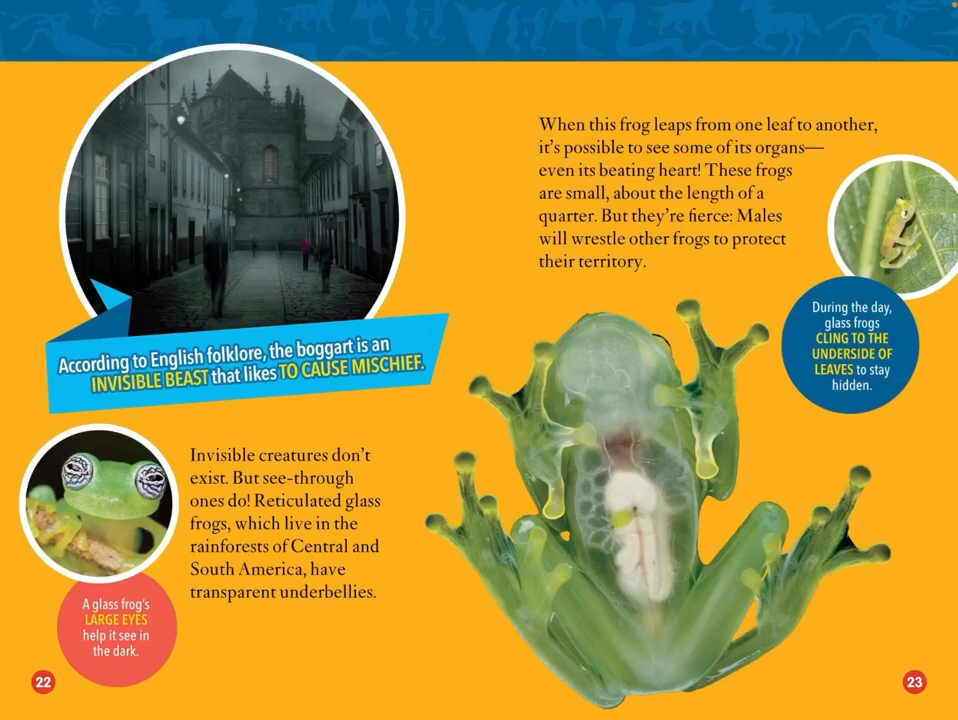 According to English folklore, the boggart is an
INVISIBLE BEAST that likes TO CAUSE MISCHIEF.
Invisible creatures don’t
exist. But see-through
ones do! Reticulated glass
frogs, which live in the
rainforests of Central and
South America, have
transparent underbellies.
A glass frog’s
LARGE EYES
help it see in
the dark.
22
When this frog leaps from one leaf to another,
it’s possible to see some of its organs—
even its beating heart! These frogs
are small, about the length of a
quarter. But they’re fierce: Males
will wrestle other frogs to protect
their territory.
During the day,
glass frogs
CLING TO THE
UNDERSIDE OF
LEAVES to stay
hidden.
23